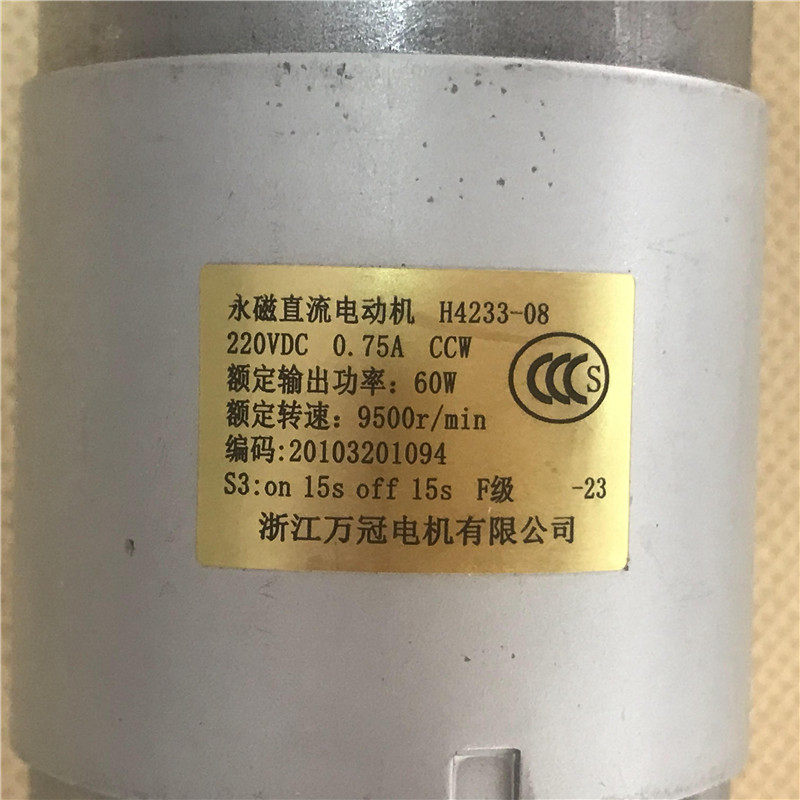 永磁直流电动机 H4233-08
220VDC 0.75A CCW
额定输出功率：60W
额定转速：9500r/min
编码:20103201094
S3:on 15s off 15s F级 -23
浙江万冠电机有限公司
CCC S